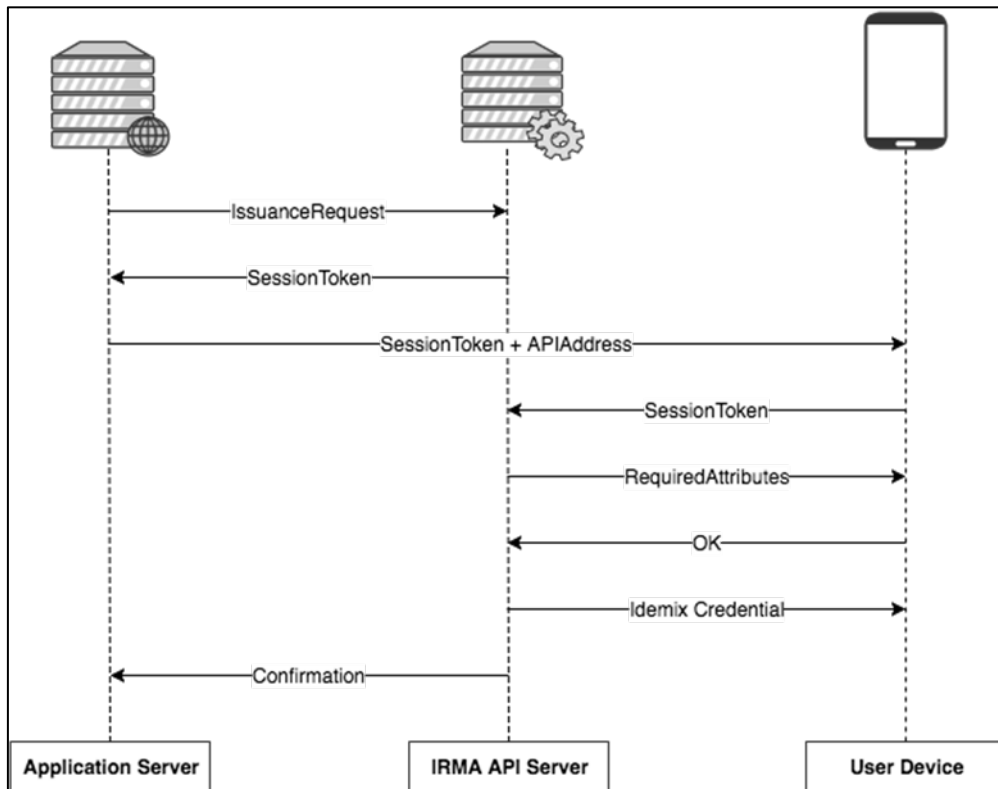 IssuanceRequest
SessionToken
SessionToken + APIAddress
SessionToken
RequiredAttributes
OK
Idemix Credential
Confirmation
Application Server
IRMA API Server
User Device